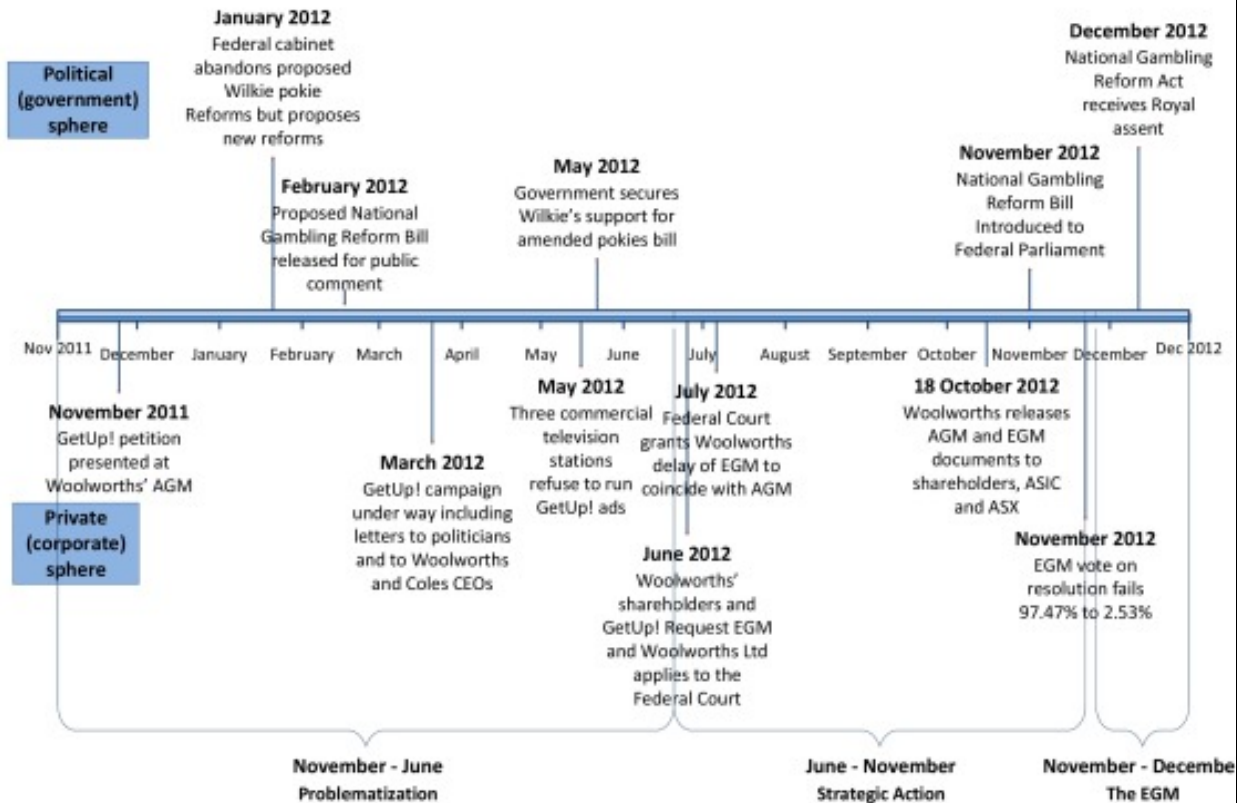 January 2012
Federal cabinet
abandons proposed
Wilkie pokie
Reforms but proposes
new reforms
December 2012
National Gambling
Reform Act
receives Royal
assent
Political
(government)
sphere
February 2012
Proposed National
Gambling Reform Bill
released for public
comment
May 2012
Government secures
Wilkie's support for
amended pokies bill
November 2012
National Gambling
Reform Bill
Introduced to
Federal Parliament
Nov 2011 December January February March April May June July August September October November December Dec 2012
November 2011
GetUp! petition
presented at
Woolworths' AGM
March 2012
GetUp! campaign
under way including
letters to politicians
and to Woolworths
and Coles CEOs
May 2012
Three commercial
television
stations
refuse to run
GetUp! ads
July 2012
Federal Court
grants Woolworths
delay of EGM to
coincide with AGM
18 October 2012
Woolworths releases
AGM and EGM
documents to
shareholders, ASIC
and ASX
Private
(corporate)
sphere
June 2012
Woolworths'
shareholders and
GetUp! Request EGM
and Woolworths Ltd
applies to the
Federal Court
November 2012
EGM vote on
resolution fails
97.47% to 2.53%
November - June
Problematization
June - November
Strategic Action
November - Decembe
The EGM